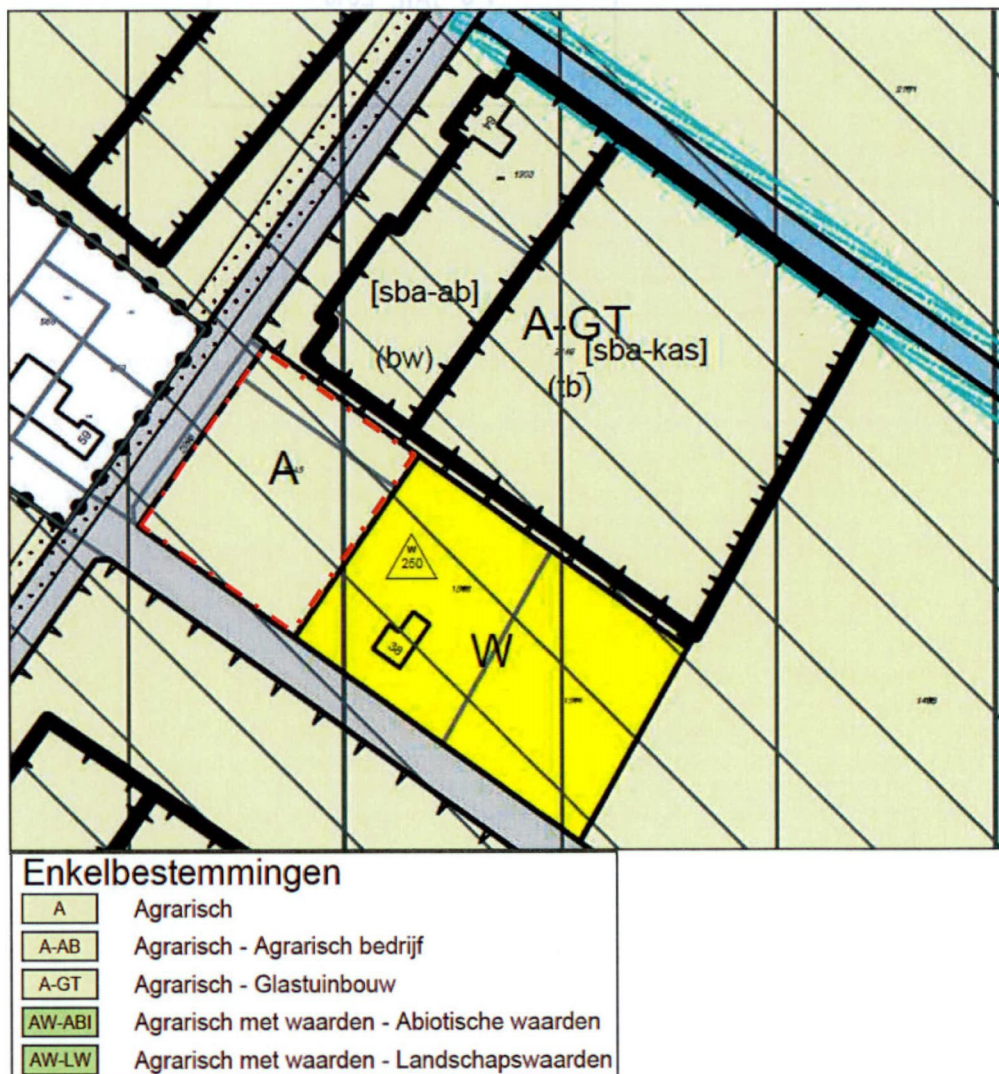 [sba-ab]
(bw)
A-GT
[sba-kas]
(tb)
A
w
250
W
38
59
Enkelbestemmingen
A Agrarisch
A-AB Agrarisch - Agrarisch bedrijf
A-GT Agrarisch - Glastuinbouw
AW-ABI Agrarisch met waarden - Abiotische waarden
AW-LW Agrarisch met waarden - Landschapswaarden